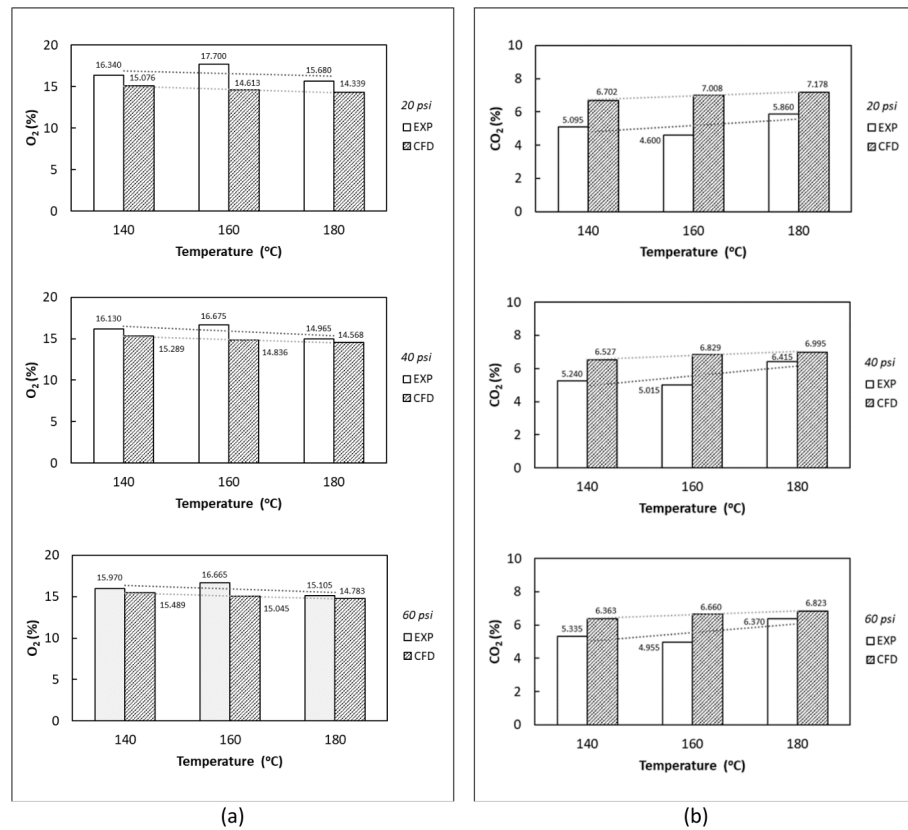 20
16.340
17.700
15.680
15.076
14.613
14.339
15
10
5
0
O2 (%)
20 psi
EXP
CFD
140 160 180
Temperature (°C)
20
16.130
16.675
14.965
15.289
14.836
14.568
15
10
5
0
O2 (%)
40 psi
EXP
CFD
140 160 180
Temperature (°C)
20
15.970
16.665
15.105
15.489
15.045
14.783
15
10
5
0
O2 (%)
60 psi
EXP
CFD
140 160 180
Temperature (°C)
(a)
10
8
6
4
2
0
CO2 (%)
5.095
6.702
4.600
7.008
5.860
7.178
20 psi
EXP
CFD
140 160 180
Temperature (°C)
10
8
6
4
2
0
CO2 (%)
5.240
6.527
5.015
6.829
6.415
6.995
40 psi
EXP
CFD
140 160 180
Temperature (°C)
10
8
6
4
2
0
CO2 (%)
5.335
6.363
4.955
6.660
6.370
6.823
60 psi
EXP
CFD
140 160 180
Temperature (°C)
(b)